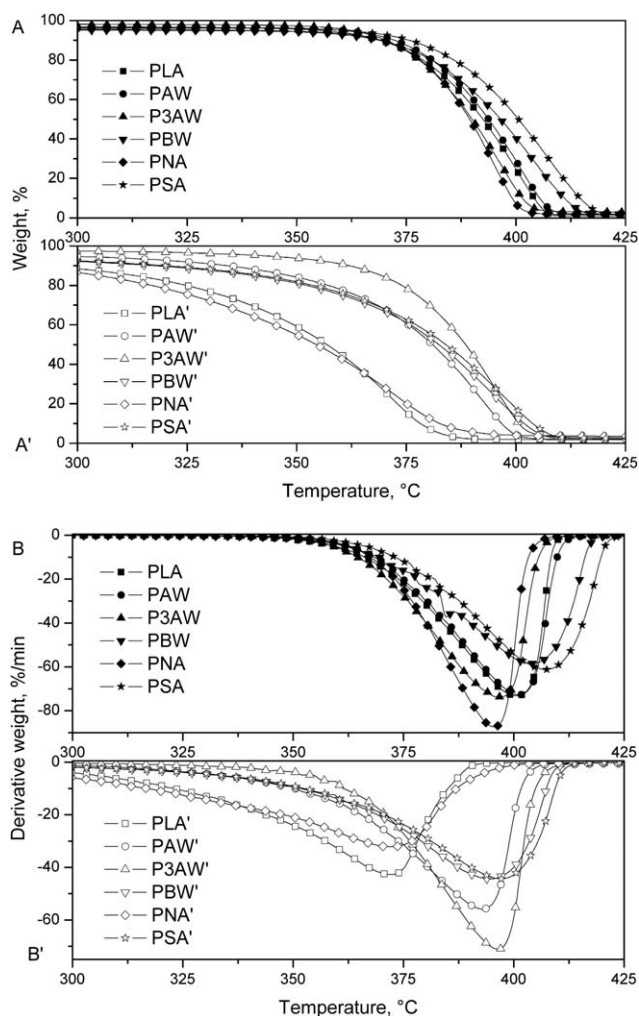 A
100
80
60
40
20
0
PLA
PAW
P3AW
PBW
PNA
PSA
300 325 350 375 400 425
Weight, %
100
90
80
60
40
20
0
PLA'
PAW'
P3AW'
PBW'
PNA'
PSA'
A'
300 325 350 375 400 425
Temperature, °C
B
0
-20
-40
-60
-80
PLA
PAW
P3AW
PBW
PNA
PSA
300 325 350 375 400 425
Derivative weight, %/min
0
-20
-40
-60
PLA'
PAW'
P3AW'
PBW'
PNA'
PSA'
B'
300 325 350 375 400 425
Temperature, °C